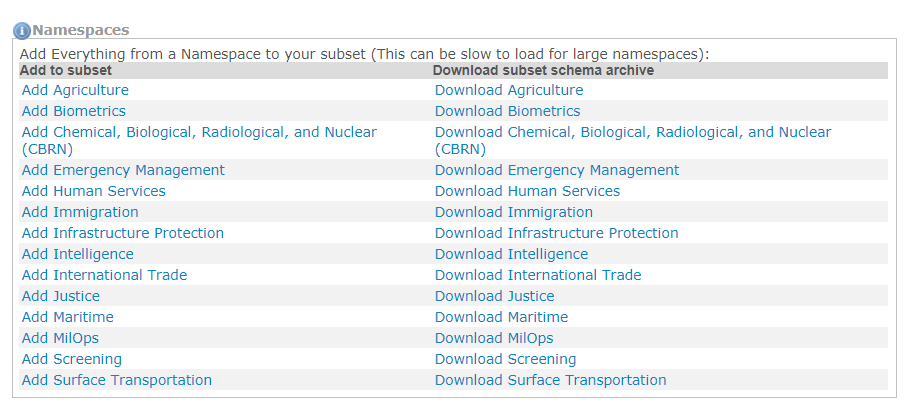 Namespaces
Add Everything from a Namespace to your subset (This can be slow to load for large namespaces):
Add to subset Download subset schema archive
Add Agriculture Download Agriculture
Add Biometrics Download Biometrics
Add Chemical, Biological, Radiological, and Nuclear Download Chemical, Biological, Radiological, and Nuclear
(CBRN) (CBRN)
Add Emergency Management Download Emergency Management
Add Human Services Download Human Services
Add Immigration Download Immigration
Add Infrastructure Protection Download Infrastructure Protection
Add Intelligence Download Intelligence
Add International Trade Download International Trade
Add Justice Download Justice
Add Maritime Download Maritime
Add MilOps Download MilOps
Add Screening Download Screening
Add Surface Transportation Download Surface Transportation